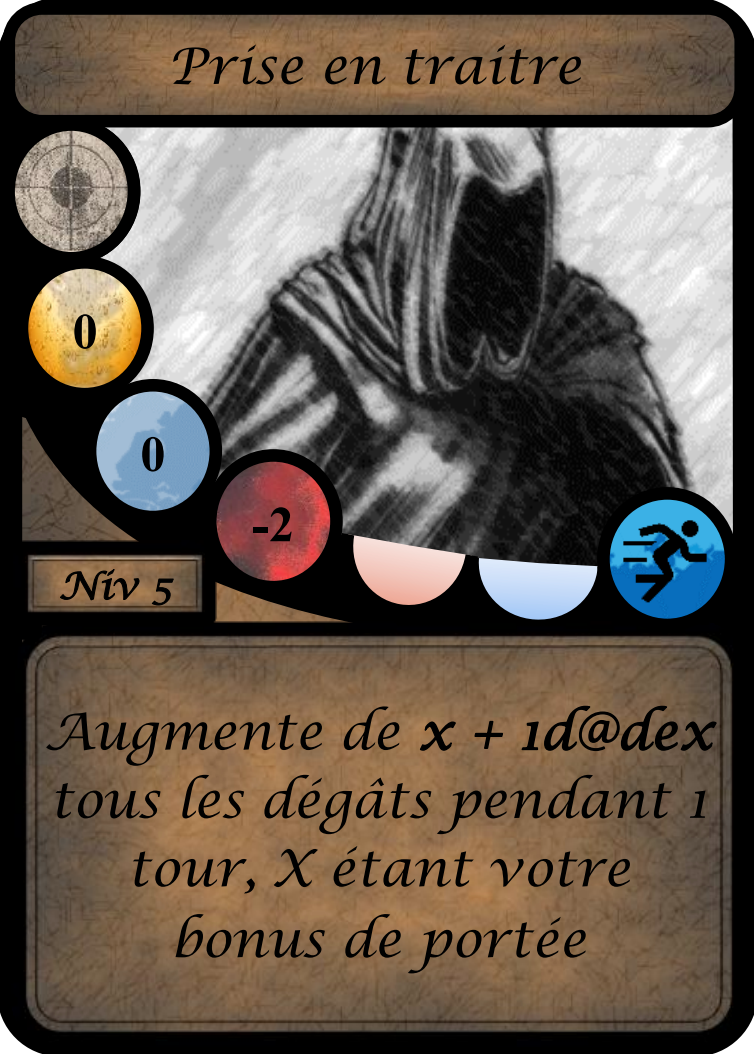 Prise en traitre
0
0
-2
Niv 5
Augmente de x + 1d@dex
tous les dégâts pendant 1
tour, X étant votre
bonus de portée